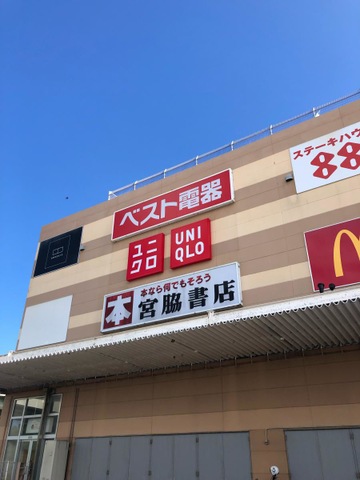 ベスト電器
ステーキハウ
88
ユニ
クロ
UNI
QLO
本なら何でもそろう
本 宮脇書店